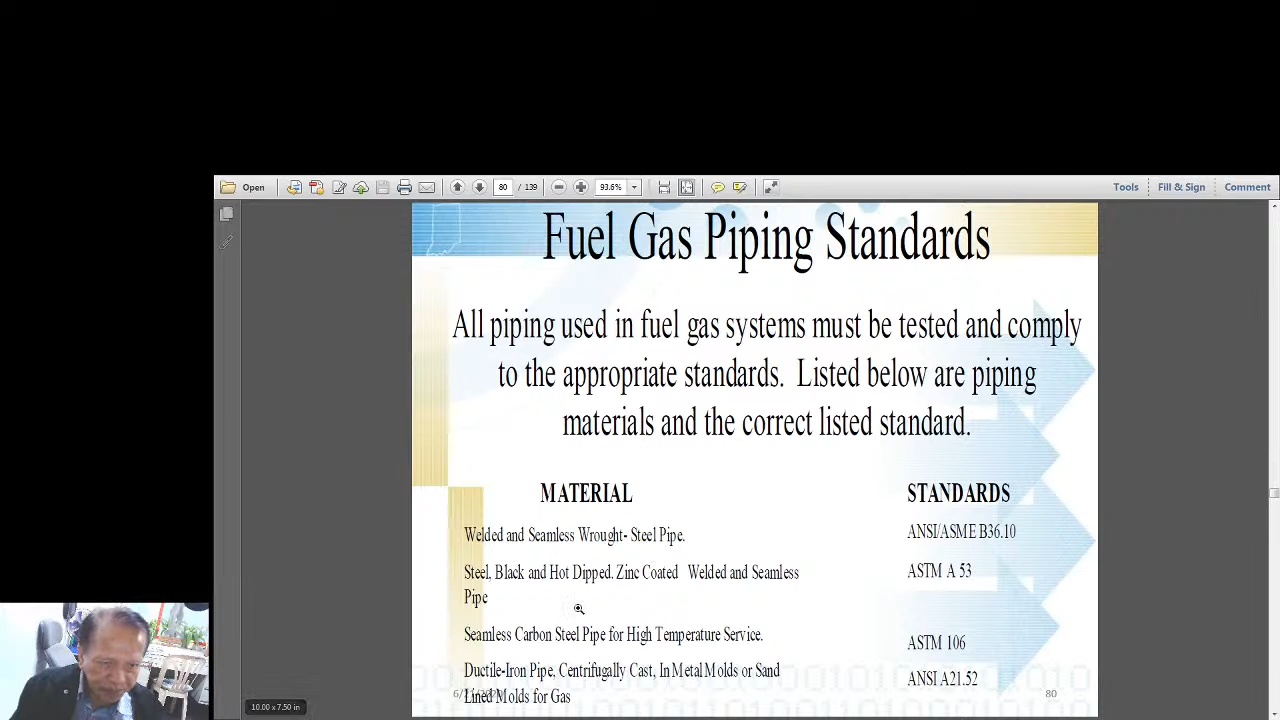 Open
80 / 139
93.6%
Tools
Fill & Sign
Comment
Fuel Gas Piping Standards
All piping used in fuel gas systems must be tested and comply
to the appropriate standards. Listed below are piping
materials and the correct listed standard.
MATERIAL
STANDARDS
Welded and Seamless Wrought- Steel Pipe.
ANSI/ASME B36.10
Steel, Black and Hot Dipped. Zinc Coated Welded and Seamless
Pipe
ASTM A 53
Seamless Carbon Steel Pipe for High Temperature Service.
ASTM 106
Ductle-Iron Pipe, Centrifugally Cast, In Metal Molds or Sand
Lined Molds for Gas
ANSI A21.52
80
10.00 x 7.50 in